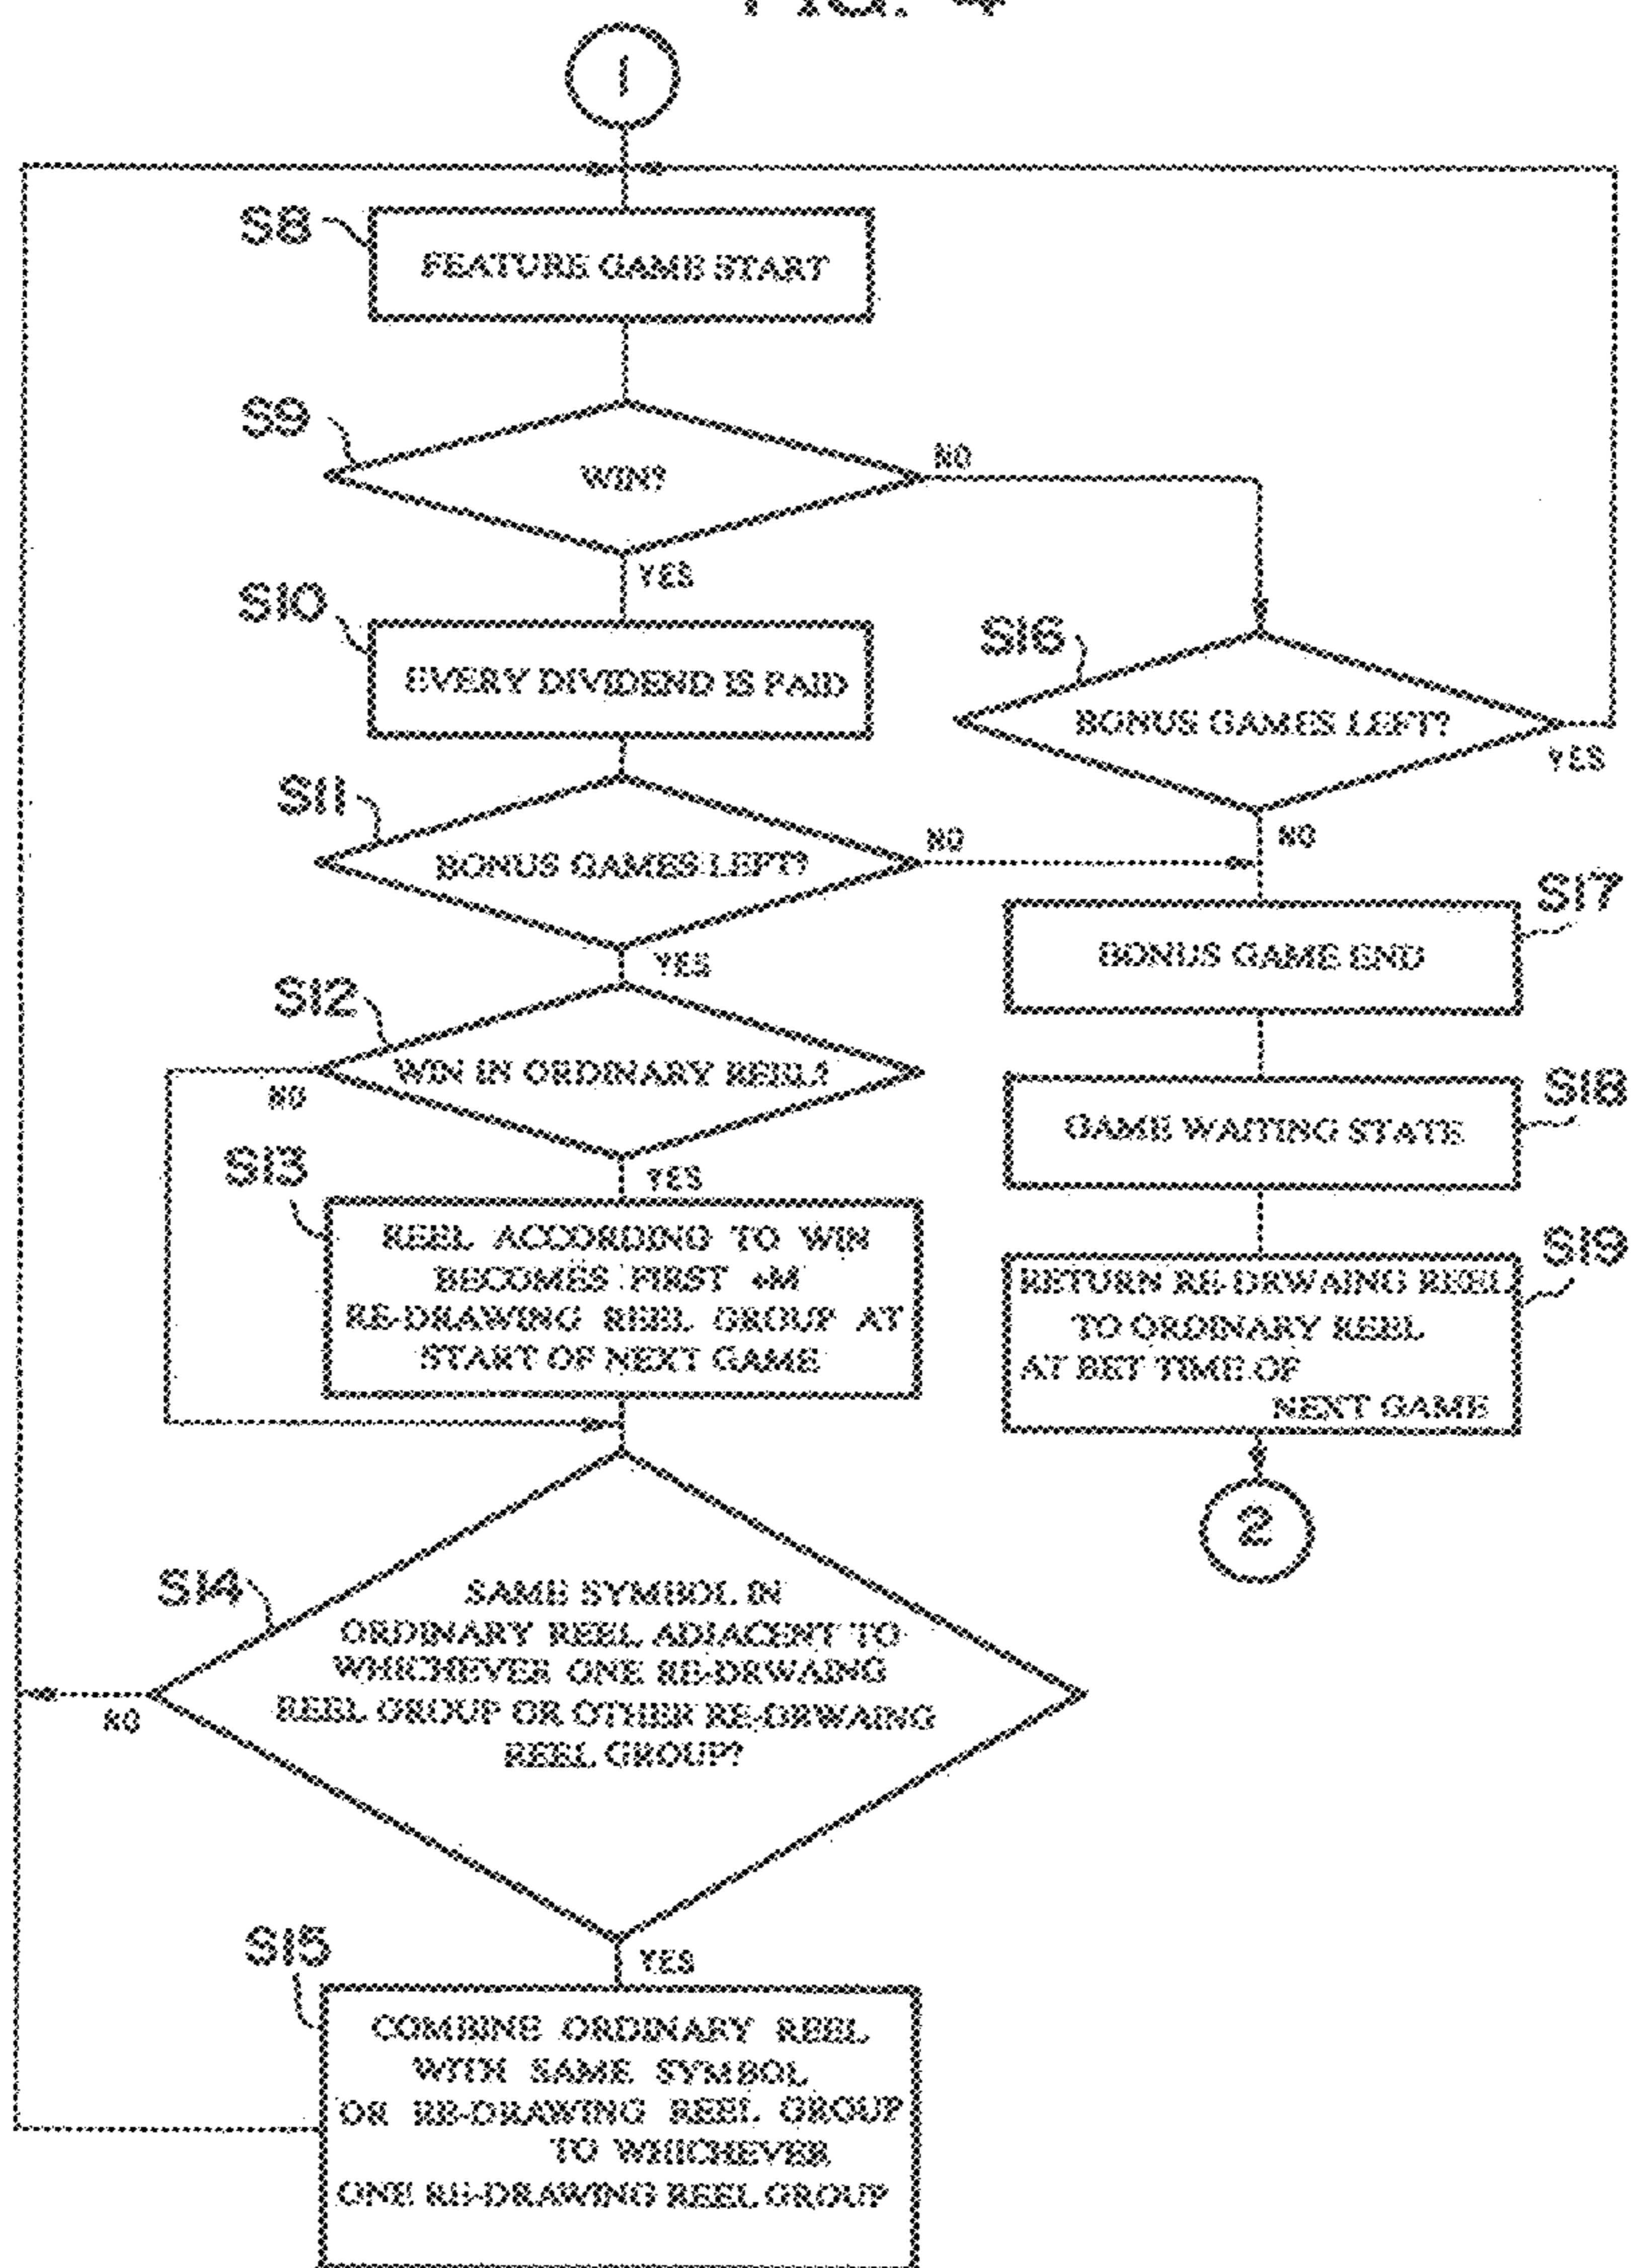 FIG. 4
1
S8
FEATURE GAME START
S9
WIN?
NO
YES
S10
EVERY DIVIDEND IS PAID
S16
BONUS GAMES LEFT?
YES
NO
S11
BONUS GAMES LEFT?
NO
YES
S17
BONUS GAME END
S12
WIN IN ORDINARY REEL?
NO
YES
S18
GAME WAITING STATE
S13
REEL ACCORDING TO WIN
BECOMES FIRST +M
RE-DRAWING REEL GROUP AT
START OF NEXT GAME
S19
RETURN RE-DRWAING REEL
TO ORDINARY REEL
AT BET TIME OF
NEXT GAME
2
S14
SAME SYMBOL IN
ORDINARY REEL ADJACENT TO
WHICHEVER ONE RE-DRWAING
REEL GROUP OR OTHER RE-DRWAING
REEL GROUP?
NO
YES
S15
COMBINE ORDINARY REEL
WITH SAME SYMBOL
OR RE-DRAWING REEL GROUP
TO WHICHEVER
ONE RE-DRAWING REEL GROUP